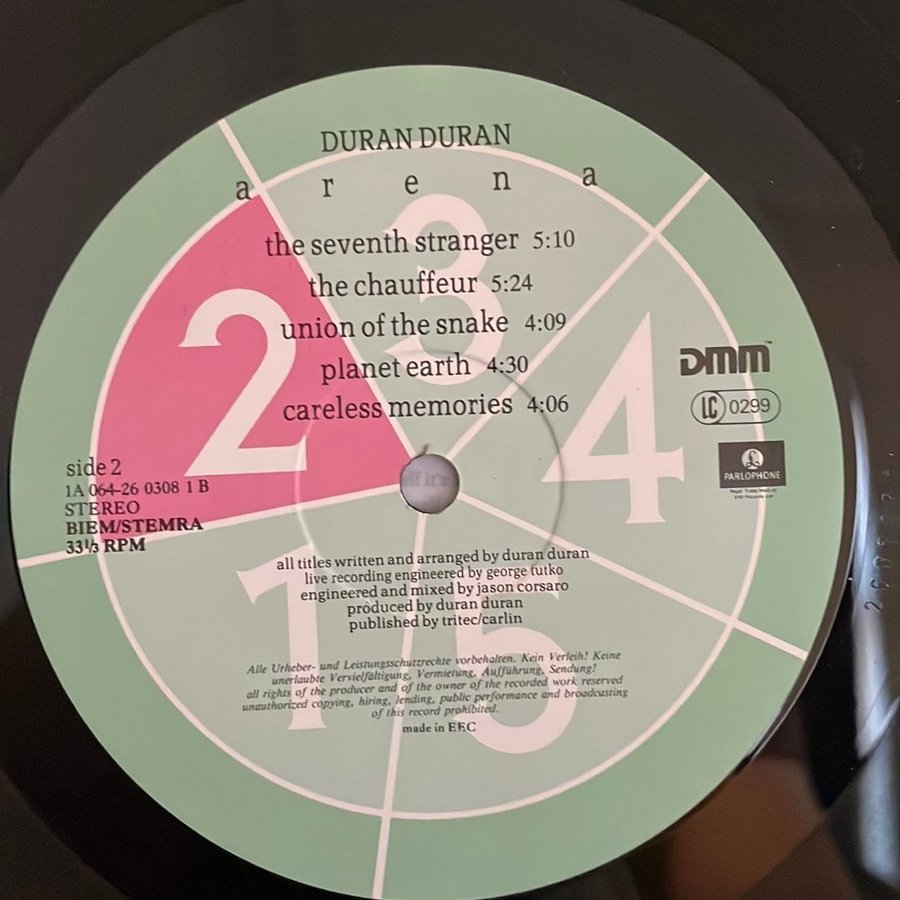 DURAN DURAN
a r e n a
the seventh stranger 5:10
the chauffeur 5:24
union of the snake 4:09
planet earth 4:30
careless memories 4:06
3
2
4
1
5
DMM
LC 0299
PARLOPHONE
side 2
1A 064-26 0308 1 B
STEREO
BIEM/STEMRA
33⅓ RPM
all titles written and arranged by duran duran
live recording engineered by george tutko
engineered and mixed by jason corsaro
produced by duran duran
published by tritec/carlin
Alle Urheber- und Leistungsschutzrechte vorbehalten. Kein Verleih! Keine
unerlaubte Vervielfältigung, Vermietung, Aufführung, Sendung!
all rights of the producer and of the owner of the recorded work reserved
unauthorized copying, hiring, lending, public performance and broadcasting
of this record prohibited.
made in EEC